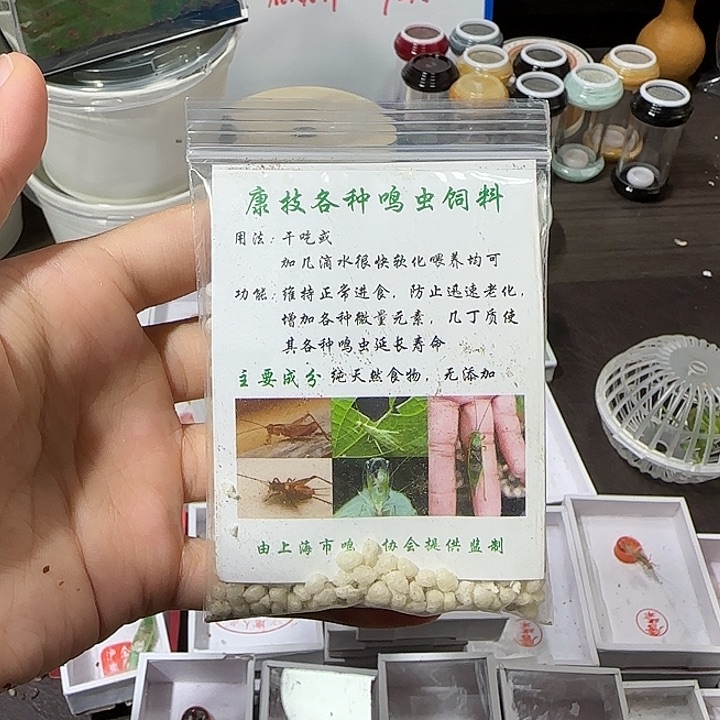 康技各种鸣虫饲料
用法:干吃或
加几滴水很快软化喂养均可
功能:维持正常进食,防止迅速老化,
增加各种微量元素,几丁质使
其各种鸣虫延长寿命
主要成分 纯天然食物,无添加
由上海市鸣 协会提供监制